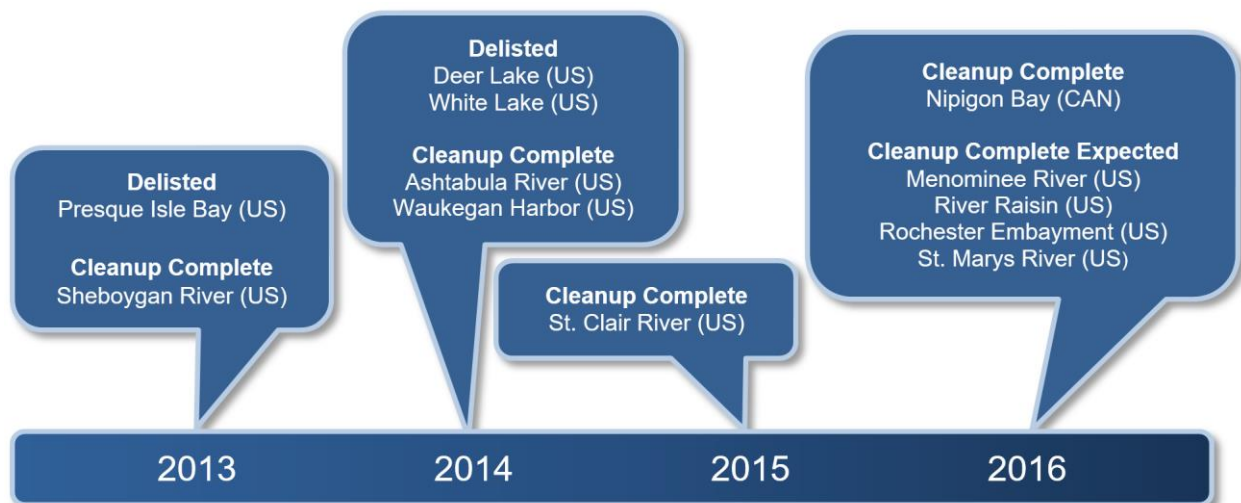 Delisted
Presque Isle Bay (US)
Cleanup Complete
Sheboygan River (US)
Delisted
Deer Lake (US)
White Lake (US)
Cleanup Complete
Ashtabula River (US)
Waukegan Harbor (US)
Cleanup Complete
St. Clair River (US)
Cleanup Complete
Nipigon Bay (CAN)
Cleanup Complete Expected
Menominee River (US)
River Raisin (US)
Rochester Embayment (US)
St. Marys River (US)
2013
2014
2015
2016